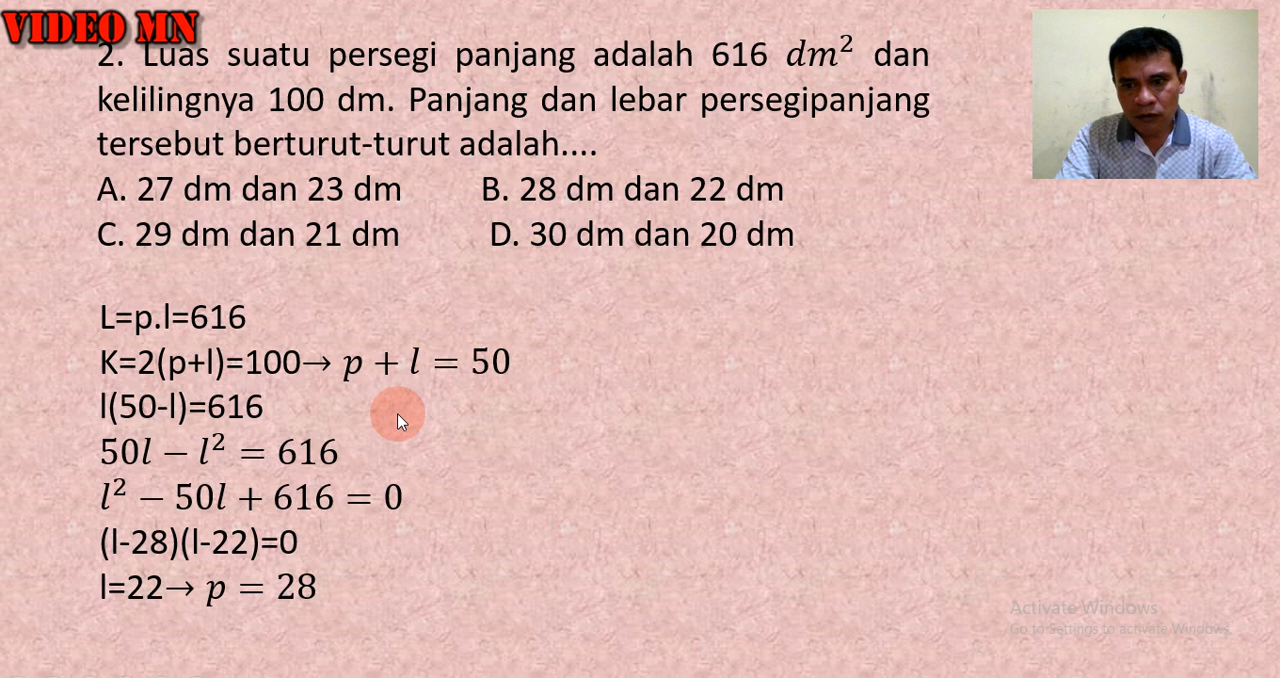 VIDEO MN
2. Luas suatu persegi panjang adalah 616 dm² dan
kelilingnya 100 dm. Panjang dan lebar persegipanjang
tersebut berturut-turut adalah....
A. 27 dm dan 23 dm B. 28 dm dan 22 dm
C. 29 dm dan 21 dm D. 30 dm dan 20 dm
L=p.l=616
K=2(p+l)=100→ p + l = 50
l(50-l)=616
50l − l² = 616
l² − 50l + 616 = 0
(l-28)(l-22)=0
l=22→ p = 28
Activate Windows
Go to Settings to activate Windows.